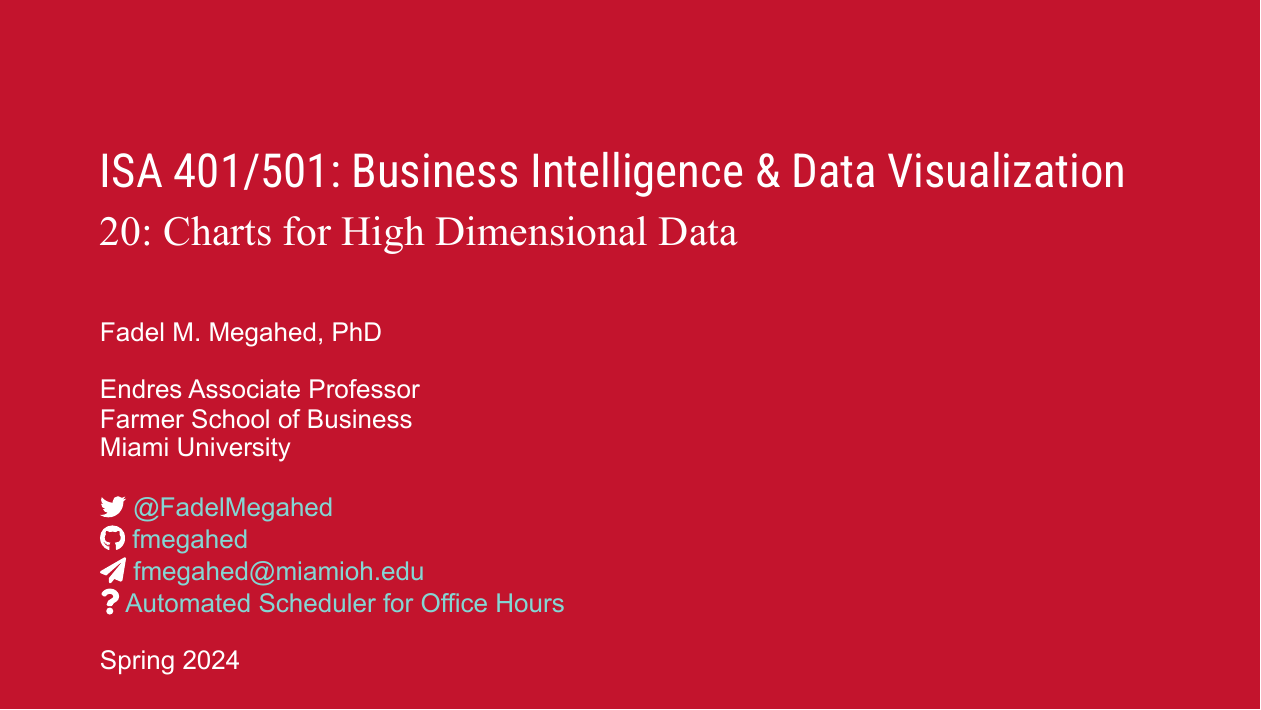 ISA 401/501: Business Intelligence & Data Visualization
20: Charts for High Dimensional Data
Fadel M. Megahed, PhD
Endres Associate Professor
Farmer School of Business
Miami University
@FadelMegahed
fmegahed
fmegahed@miamioh.edu
Automated Scheduler for Office Hours
Spring 2024